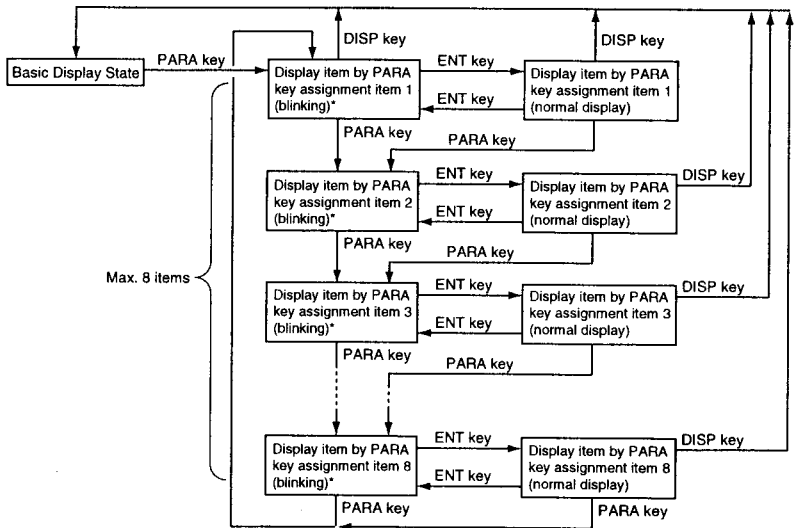 DISP key
DISP key
Basic Display State
PARA key
Display item by PARA
key assignment item 1
(blinking)*
ENT key
ENT key
Display item by PARA
key assignment item 1
(normal display)
PARA key
PARA key
Display item by PARA
key assignment item 2
(blinking)*
ENT key
ENT key
Display item by PARA
key assignment item 2
(normal display)
DISP key
PARA key
PARA key
Max. 8 items
Display item by PARA
key assignment item 3
(blinking)*
ENT key
ENT key
Display item by PARA
key assignment item 3
(normal display)
DISP key
PARA key
PARA key
Display item by PARA
key assignment item 8
(blinking)*
ENT key
ENT key
Display item by PARA
key assignment item 8
(normal display)
DISP key
PARA key
PARA key